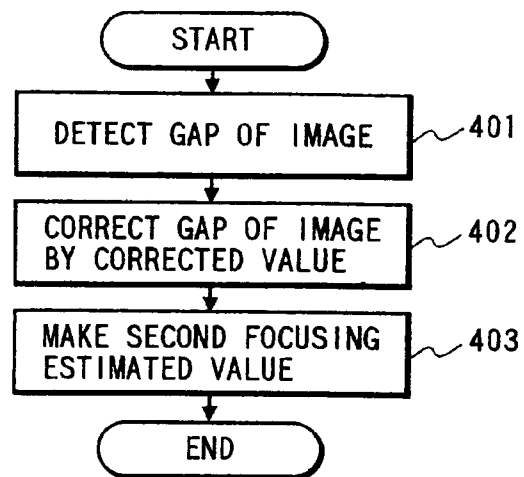 START
DETECT GAP OF IMAGE
401
CORRECT GAP OF IMAGE
BY CORRECTED VALUE
402
MAKE SECOND FOCUSING
ESTIMATED VALUE
403
END